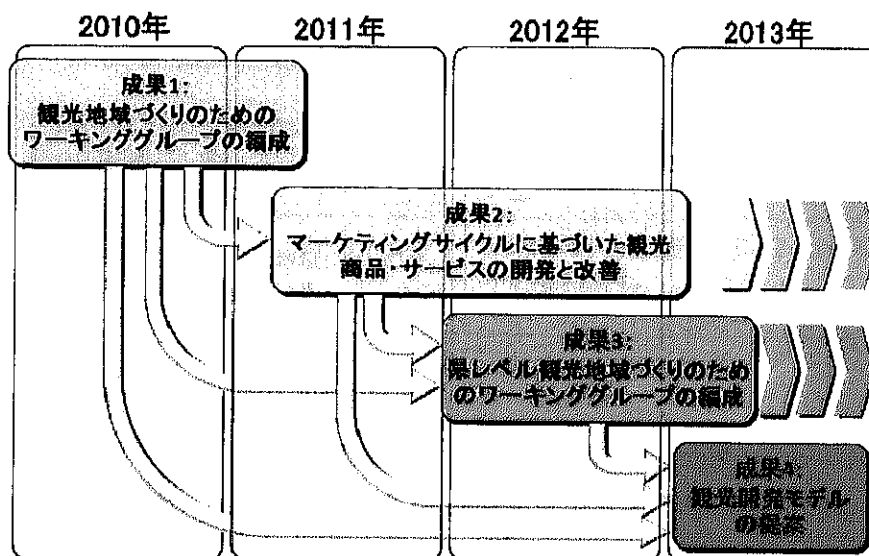 2010年
2011年
2012年
2013年
成果1:
観光地域づくりのための
ワーキンググループの編成
成果2:
マーケティングサイクルに基づいた観光
商品・サービスの開発と改善
成果3:
県レベル観光地域づくりのため
のワーキンググループの編成
成果4:
観光開発モデル
の提案